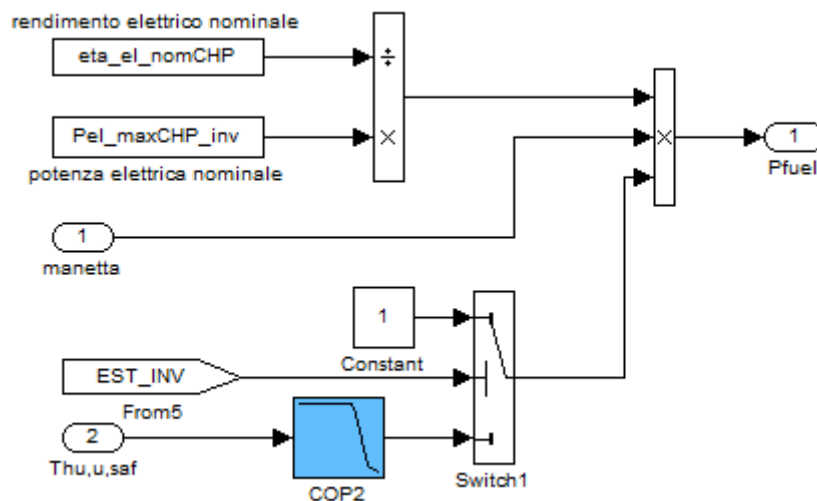 rendimento elettrico nominale
eta_el_nomCHP
÷
Pel_maxCHP_inv
×
potenza elettrica nominale
×
1
Pfuel
1
manetta
1
Constant
EST_INV
From5
2
Thu,u,saf
COP2
Switch1